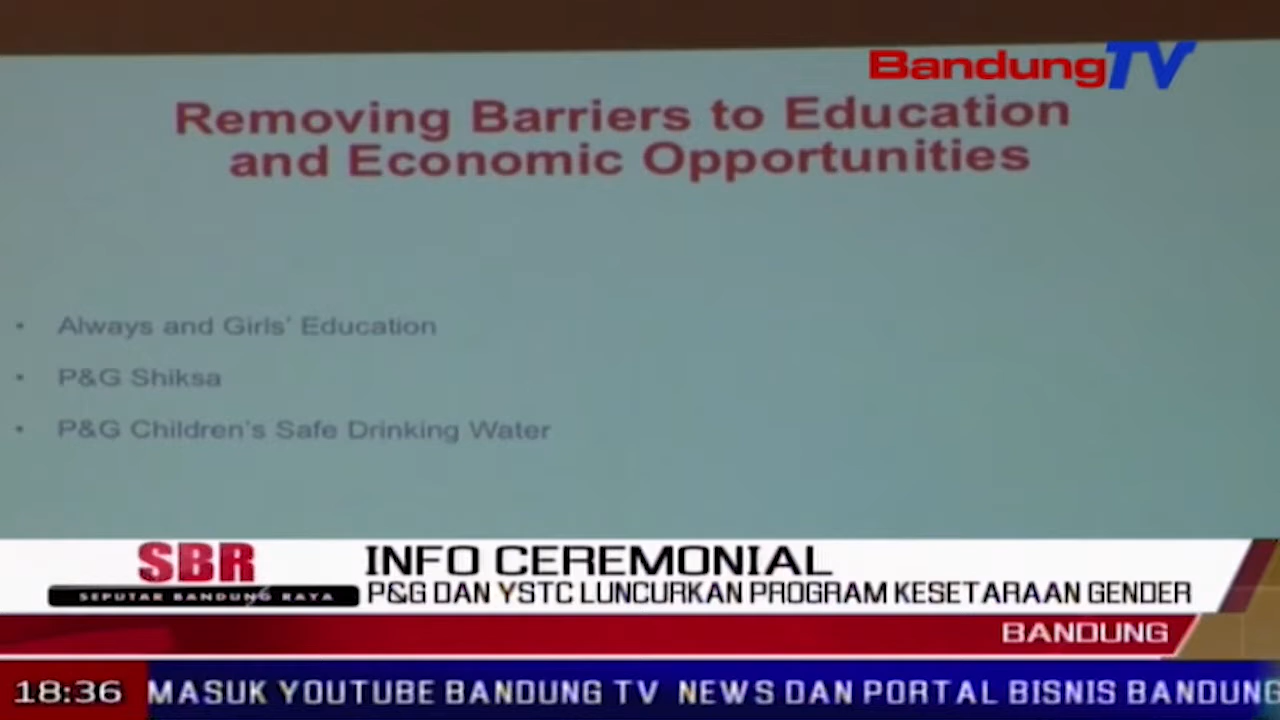 BandungTV
Removing Barriers to Education
and Economic Opportunities
• Always and Girls' Education
• P&G Shiksa
• P&G Children's Safe Drinking Water
SBR
SEPUTAR BANDUNG RAYA
INFO CEREMONIAL
P&G DAN YSTC LUNCURKAN PROGRAM KESETARAAN GENDER
BANDUNG
18:36 MASUK YOUTUBE BANDUNG TV NEWS DAN PORTAL BISNIS BANDUNG